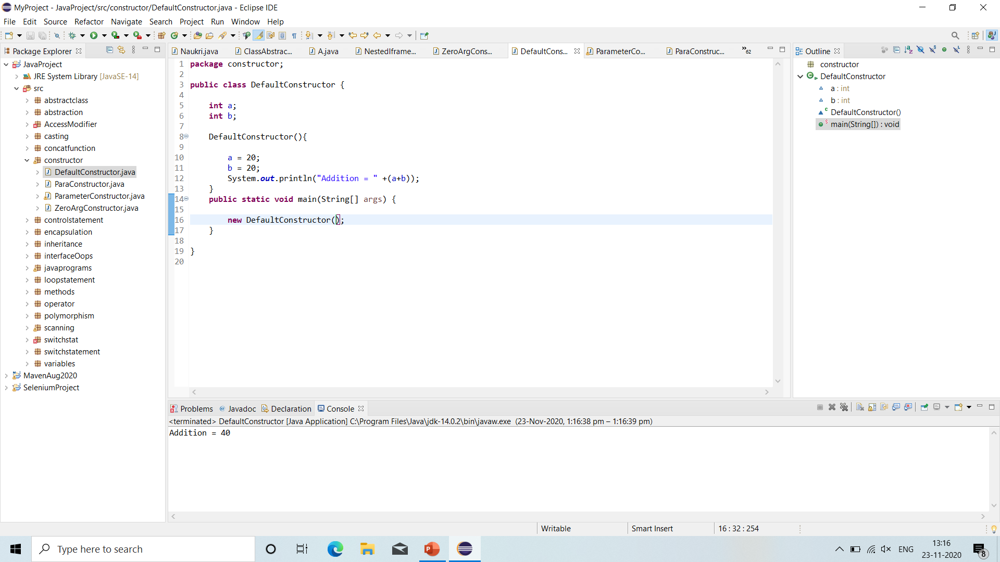 MyProject - JavaProject/src/constructor/DefaultConstructor.java - Eclipse IDE
File Edit Source Refactor Navigate Search Project Run Window Help
Package Explorer
JavaProject
JRE System Library [JavaSE-14]
src
abstractclass
abstraction
AccessModifier
casting
concatfunction
constructor
DefaultConstructor.java
ParaConstructor.java
ParameterConstructor.java
ZeroArgConstructor.java
controlstatement
encapsulation
inheritance
interfaceOops
javaprograms
loopstatement
methods
operator
polymorphism
scanning
switchstat
switchstatement
variables
MavenAug2020
SeleniumProject
Naukri.java ClassAbstrac... A.java NestedIframe... ZeroArgCons... DefaultCons... ParameterCo... ParaConstruc... »62
1 package constructor;
2
3 public class DefaultConstructor {
4
5 int a;
6 int b;
7
8 DefaultConstructor(){
9
10 a = 20;
11 b = 20;
12 System.out.println("Addition = " +(a+b));
13 }
14 public static void main(String[] args) {
15
16 new DefaultConstructor();
17 }
18
19 }
20
Outline
constructor
DefaultConstructor
a : int
b : int
DefaultConstructor()
main(String[]) : void
Problems Javadoc Declaration Console
<terminated> DefaultConstructor [Java Application] C:\Program Files\Java\jdk-14.0.2\bin\javaw.exe (23-Nov-2020, 1:16:38 pm – 1:16:39 pm)
Addition = 40
Writable Smart Insert 16 : 32 : 254
Type here to search
ENG
13:16
23-11-2020
8